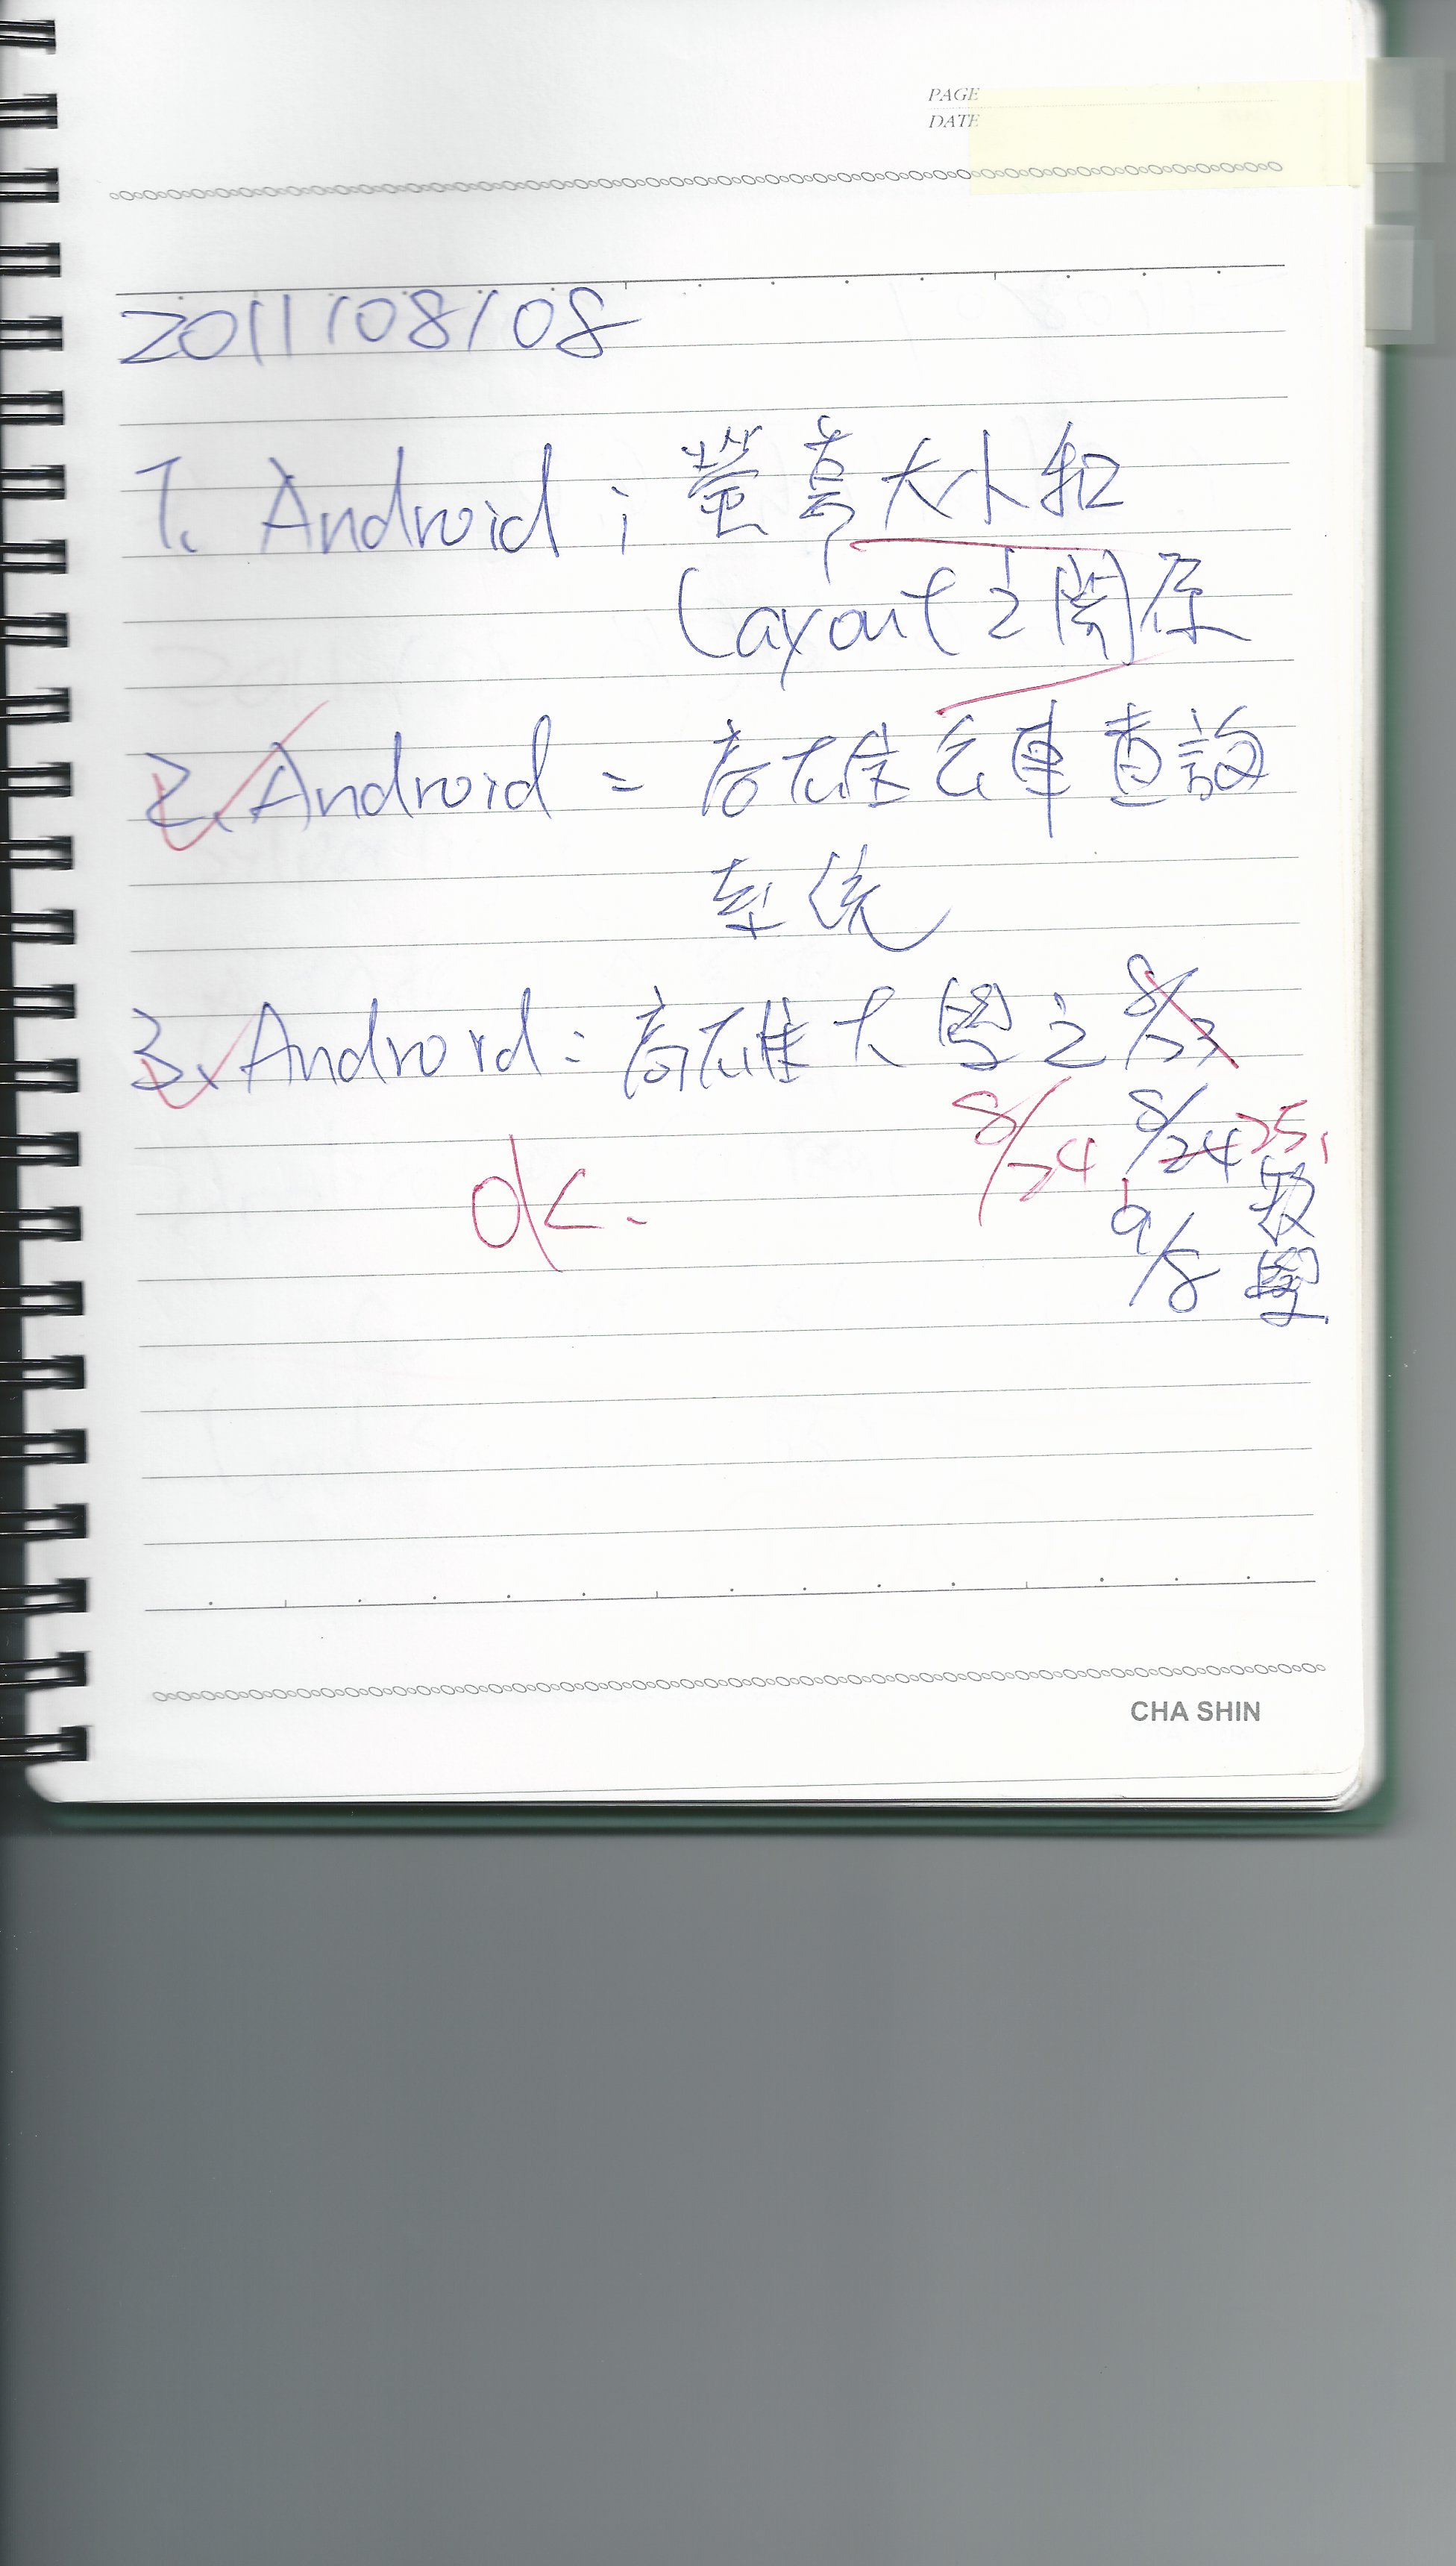 PAGE
DATE
2011/08/08
1. Android: 螢幕大小和
Layout之關係
2. Android: 高雄公車查詢
系統
3. Android: 高雄大學之 8/23
8/24 8/24 25,
ok. 9/8 教
學
CHA SHIN